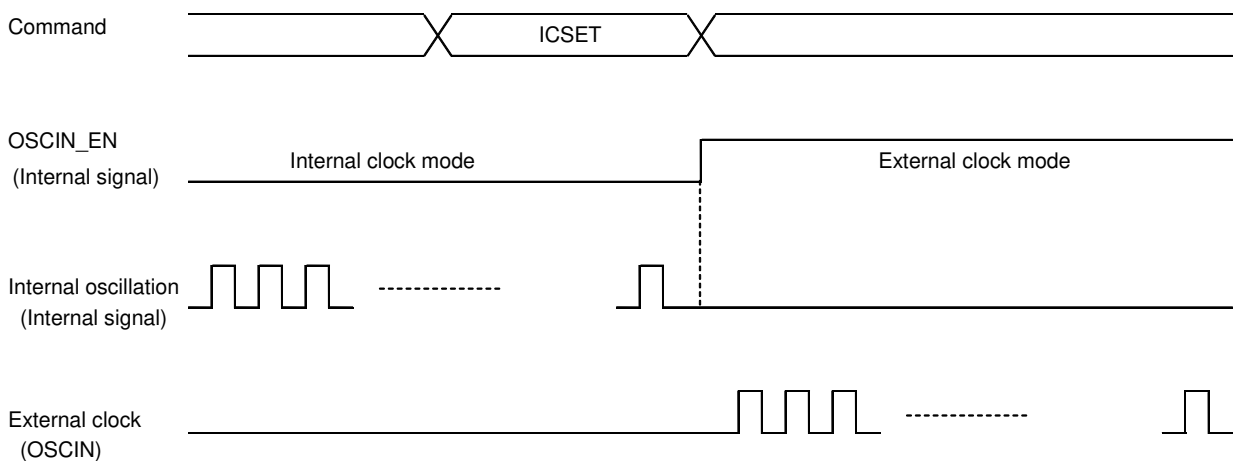 Command
ICSET
OSCIN_EN
(Internal signal)
Internal clock mode
External clock mode
Internal oscillation
(Internal signal)
External clock
(OSCIN)